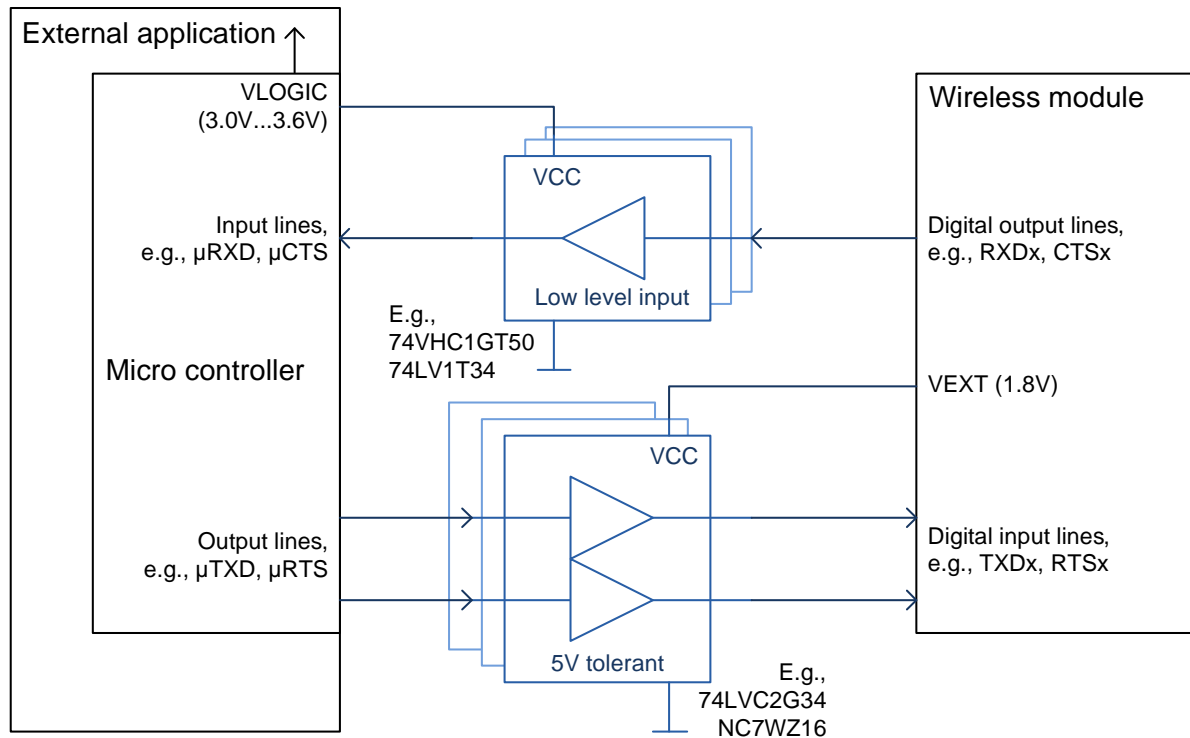 External application
VLOGIC
(3.0V...3.6V)
Wireless module
VCC
Input lines,
e.g., µRXD, µCTS
Digital output lines,
e.g., RXDx, CTSx
Low level input
E.g.,
74VHC1GT50
74LV1T34
Micro controller
VEXT (1.8V)
VCC
Output lines,
e.g., µTXD, µRTS
Digital input lines,
e.g., TXDx, RTSx
5V tolerant
E.g.,
74LVC2G34
NC7WZ16